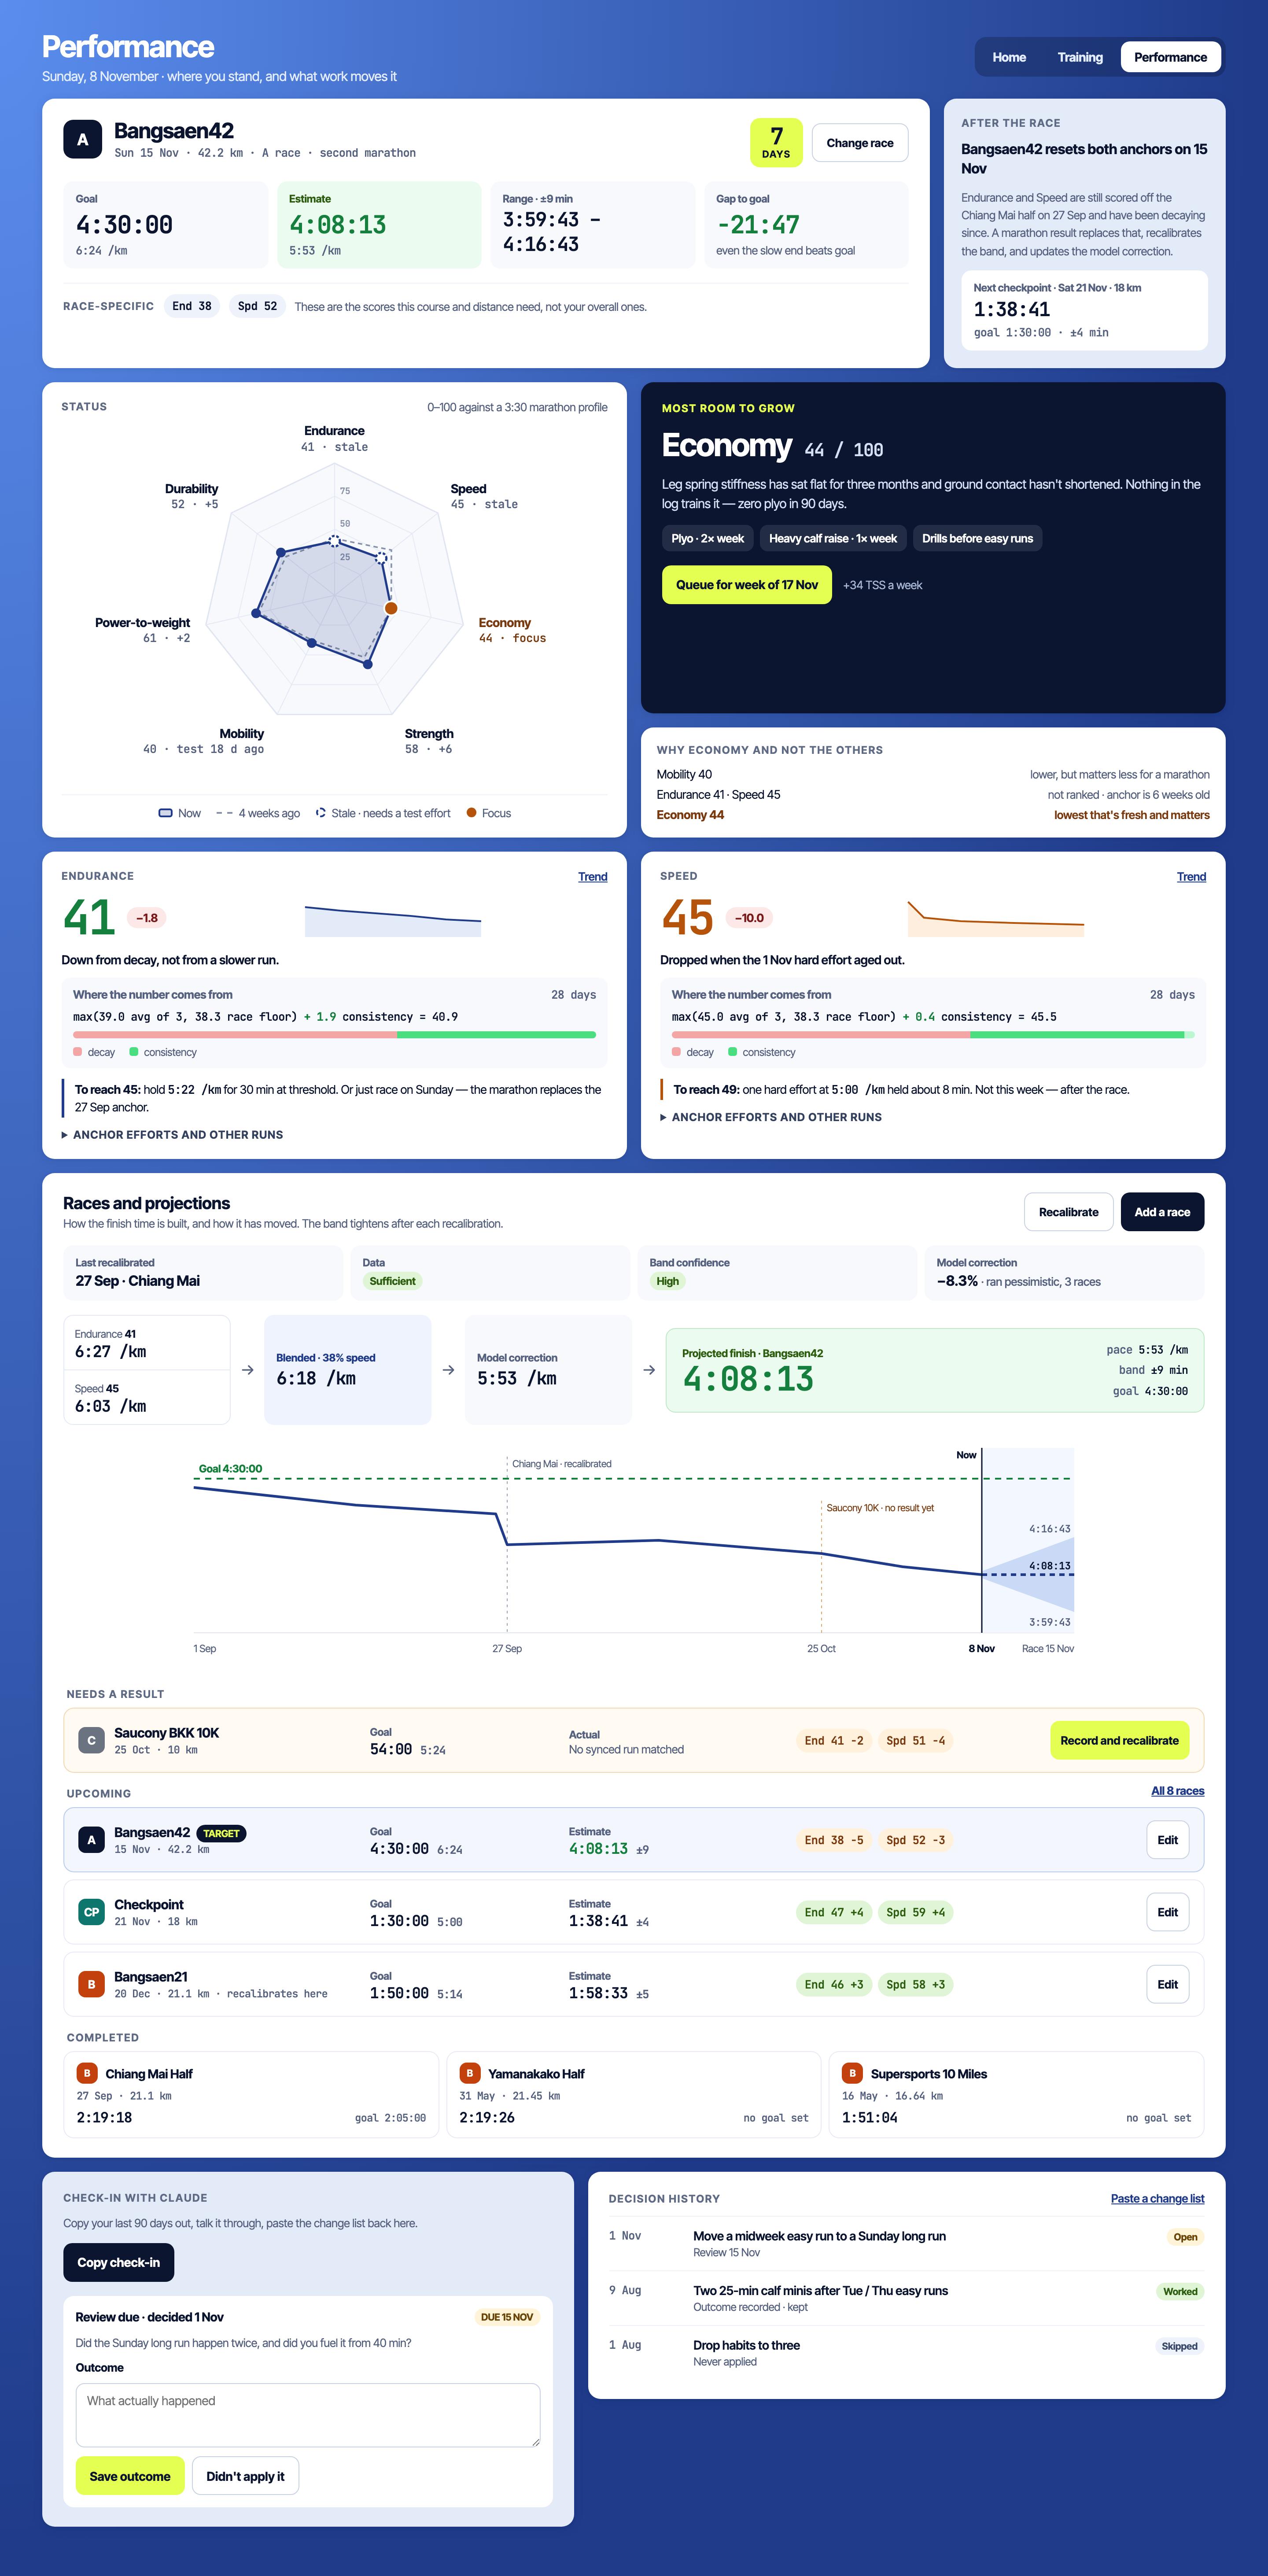 Performance
Sunday, 8 November · where you stand, and what work moves it
Home
Training
Performance
A
Bangsaen42
Sun 15 Nov · 42.2 km · A race · second marathon
7
DAYS
Change race
Goal
4:30:00
6:24 /km
Estimate
4:08:13
5:53 /km
Range · ±9 min
3:59:43 –
4:16:43
Gap to goal
-21:47
even the slow end beats goal
RACE-SPECIFIC
End 38
Spd 52
These are the scores this course and distance need, not your overall ones.
AFTER THE RACE
Bangsaen42 resets both anchors on 15
Nov
Endurance and Speed are still scored off the
Chiang Mai half on 27 Sep and have been decaying
since. A marathon result replaces that, recalibrates
the band, and updates the model correction.
Next checkpoint · Sat 21 Nov · 18 km
1:38:41
goal 1:30:00 · ±4 min
STATUS
0–100 against a 3:30 marathon profile
Endurance
41 · stale
Durability
52 · +5
Speed
45 · stale
75
50
25
Power-to-weight
61 · +2
Economy
44 · focus
Mobility
40 · test 18 d ago
Strength
58 · +6
Now
4 weeks ago
Stale · needs a test effort
Focus
MOST ROOM TO GROW
Economy 44 / 100
Leg spring stiffness has sat flat for three months and ground contact hasn't shortened. Nothing in the
log trains it — zero plyo in 90 days.
Plyo · 2× week
Heavy calf raise · 1× week
Drills before easy runs
Queue for week of 17 Nov
+34 TSS a week
WHY ECONOMY AND NOT THE OTHERS
Mobility 40
lower, but matters less for a marathon
Endurance 41 · Speed 45
not ranked · anchor is 6 weeks old
Economy 44
lowest that's fresh and matters
ENDURANCE
Trend
41
−1.8
Down from decay, not from a slower run.
Where the number comes from
28 days
max(39.0 avg of 3, 38.3 race floor) + 1.9 consistency = 40.9
decay
consistency
To reach 45: hold 5:22 /km for 30 min at threshold. Or just race on Sunday — the marathon replaces the
27 Sep anchor.
▶ ANCHOR EFFORTS AND OTHER RUNS
SPEED
Trend
45
−10.0
Dropped when the 1 Nov hard effort aged out.
Where the number comes from
28 days
max(45.0 avg of 3, 38.3 race floor) + 0.4 consistency = 45.5
decay
consistency
To reach 49: one hard effort at 5:00 /km held about 8 min. Not this week — after the race.
▶ ANCHOR EFFORTS AND OTHER RUNS
Races and projections
How the finish time is built, and how it has moved. The band tightens after each recalibration.
Recalibrate
Add a race
Last recalibrated
27 Sep · Chiang Mai
Data
Sufficient
Band confidence
High
Model correction
−8.3% · ran pessimistic, 3 races
Endurance 41
6:27 /km
Speed 45
6:03 /km
→
Blended · 38% speed
6:18 /km
→
Model correction
5:53 /km
→
Projected finish · Bangsaen42
4:08:13
pace 5:53 /km
band ±9 min
goal 4:30:00
Goal 4:30:00
Chiang Mai · recalibrated
Now
Saucony 10K · no result yet
4:16:43
4:08:13
3:59:43
1 Sep
27 Sep
25 Oct
8 Nov
Race 15 Nov
NEEDS A RESULT
C
Saucony BKK 10K
25 Oct · 10 km
Goal
54:00 5:24
Actual
No synced run matched
End 41 -2
Spd 51 -4
Record and recalibrate
UPCOMING
All 8 races
A
Bangsaen42 TARGET
15 Nov · 42.2 km
Goal
4:30:00 6:24
Estimate
4:08:13 ±9
End 38 -5
Spd 52 -3
Edit
CP
Checkpoint
21 Nov · 18 km
Goal
1:30:00 5:00
Estimate
1:38:41 ±4
End 47 +4
Spd 59 +4
Edit
B
Bangsaen21
20 Dec · 21.1 km · recalibrates here
Goal
1:50:00 5:14
Estimate
1:58:33 ±5
End 46 +3
Spd 58 +3
Edit
COMPLETED
B
Chiang Mai Half
27 Sep · 21.1 km
2:19:18
goal 2:05:00
B
Yamanakako Half
31 May · 21.45 km
2:19:26
no goal set
B
Supersports 10 Miles
16 May · 16.64 km
1:51:04
no goal set
CHECK-IN WITH CLAUDE
Copy your last 90 days out, talk it through, paste the change list back here.
Copy check-in
Review due · decided 1 Nov
DUE 15 NOV
Did the Sunday long run happen twice, and did you fuel it from 40 min?
Outcome
What actually happened
Save outcome
Didn't apply it
DECISION HISTORY
Paste a change list
1 Nov
Move a midweek easy run to a Sunday long run
Review 15 Nov
Open
9 Aug
Two 25-min calf minis after Tue / Thu easy runs
Outcome recorded · kept
Worked
1 Aug
Drop habits to three
Never applied
Skipped